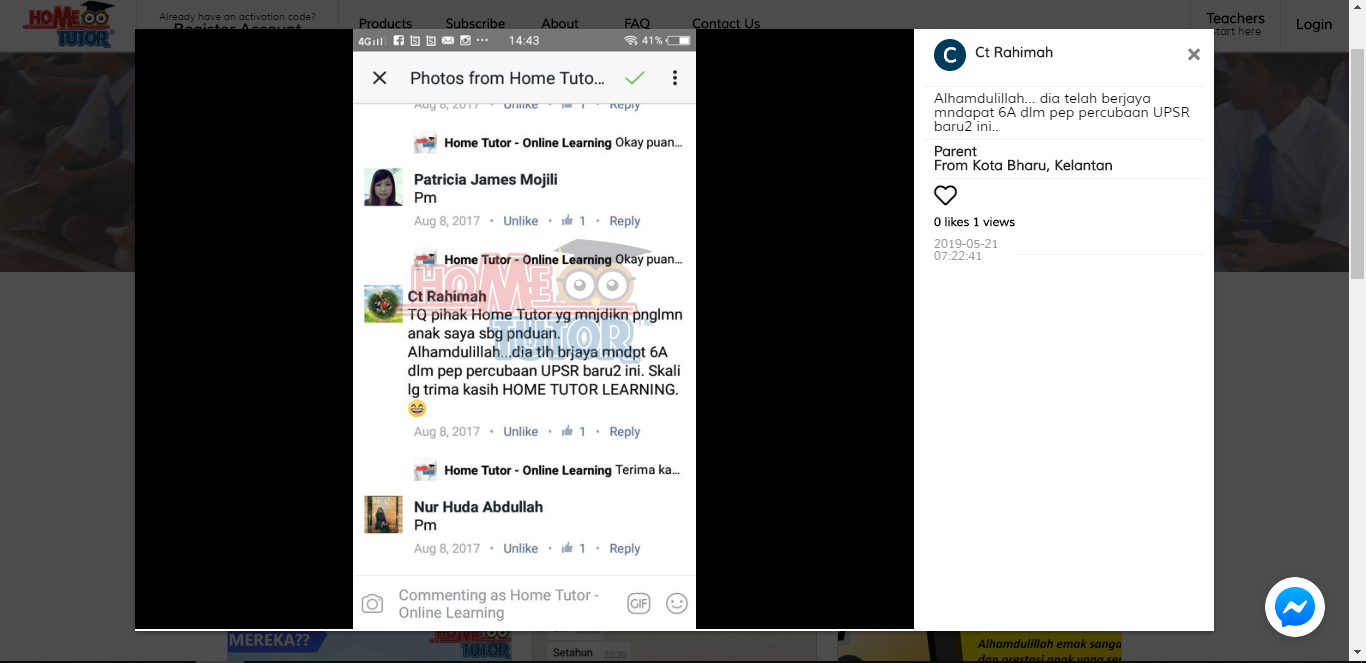 HOME TUTOR
Already have an activation code?
Register Account
Products Subscribe About FAQ Contact Us
Teachers
start here
Login
4G 14:43 41%
Photos from Home Tuto...
Aug 8, 2017 • Unlike • 1 • Reply
Home Tutor - Online Learning Okay puan...
Patricia James Mojili
Pm
Aug 8, 2017 • Unlike • 1 • Reply
Home Tutor - Online Learning Okay puan...
HOME TUTOR TM
Ct Rahimah
TQ pihak Home Tutor yg mnjdikn pnglmn
anak saya sbg pnduan.
Alhamdulillah...dia tlh brjaya mndpt 6A
dlm pep percubaan UPSR baru2 ini. Skali
lg trima kasih HOME TUTOR LEARNING.
😄
Aug 8, 2017 • Unlike • 1 • Reply
Home Tutor - Online Learning Terima ka...
Nur Huda Abdullah
Pm
Aug 8, 2017 • Unlike • 1 • Reply
Commenting as Home Tutor -
Online Learning
GIF
C Ct Rahimah
Alhamdulillah... dia telah berjaya
mndapat 6A dlm pep percubaan UPSR
baru2 ini..
Parent
From Kota Bharu, Kelantan
0 likes 1 views
2019-05-21
07:22:41
MEREKA??
HOME TUTOR
Setahun 20:30
Alhamdulillah emak sanga
dan prestasi anak yang se